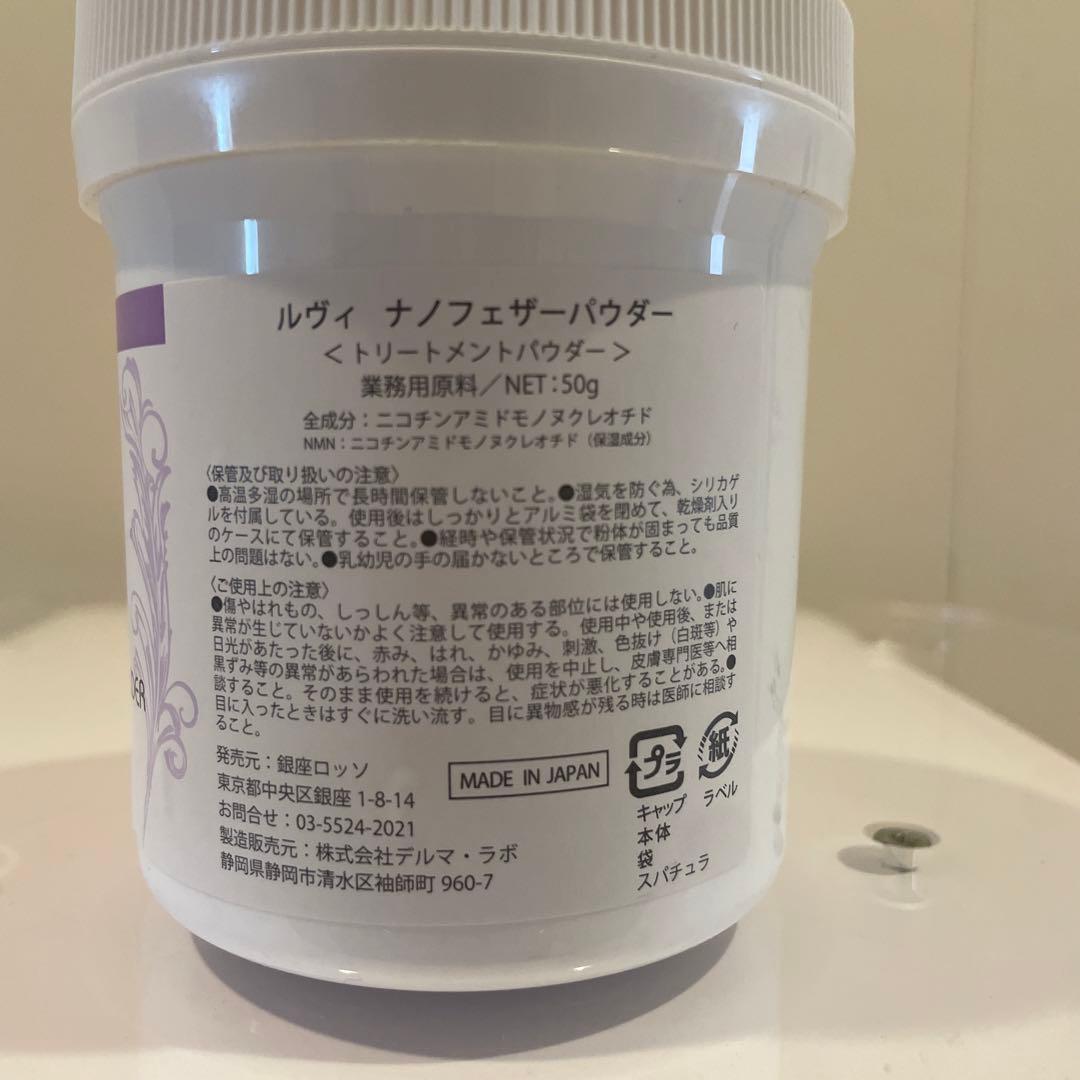 ルヴィ ナノフェザーパウダー
＜トリートメントパウダー＞
業務用原料／NET：50g
全成分：ニコチンアミドモノヌクレオチド
NMN：ニコチンアミドモノヌクレオチド（保湿成分）
〈保管及び取り扱いの注意〉
●高温多湿の場所で長時間保管しないこと。●湿気を防ぐ為、シリカゲ
ルを付属している。使用後はしっかりとアルミ袋を閉めて、乾燥剤入り
のケースにて保管すること。●経時や保管状況で粉体が固まっても品質
上の問題はない。●乳幼児の手の届かないところで保管すること。
〈ご使用上の注意〉
●傷やはれもの、しっしん等、異常のある部位には使用しない。●肌に
異常が生じていないかよく注意して使用する。使用中や使用後、または
日光があたった後に、赤み、はれ、かゆみ、刺激、色抜け（白斑等）や
黒ずみ等の異常があらわれた場合は、使用を中止し、皮膚専門医等へ相
談すること。そのまま使用を続けると、症状が悪化することがある。●
目に入ったときはすぐに洗い流す。目に異物感が残る時は医師に相談す
ること。
発売元：銀座ロッソ
東京都中央区銀座 1-8-14
お問合せ：03-5524-2021
製造販売元：株式会社デルマ・ラボ
静岡県静岡市清水区袖師町 960-7
MADE IN JAPAN
プラ
キャップ
本体
袋
スパチュラ
紙
ラベル
DER